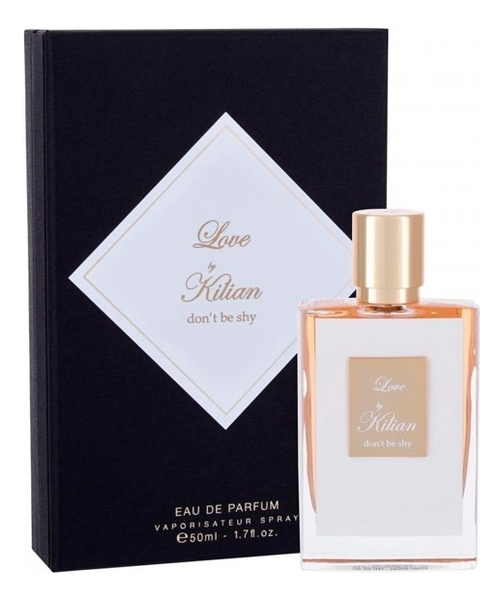 Love
by
Kilian
don't be shy
EAU DE PARFUM
VAPORISATEUR SPRAY
℮50ml - 1.7fl.oz.
Love
by
Kilian
don't be shy